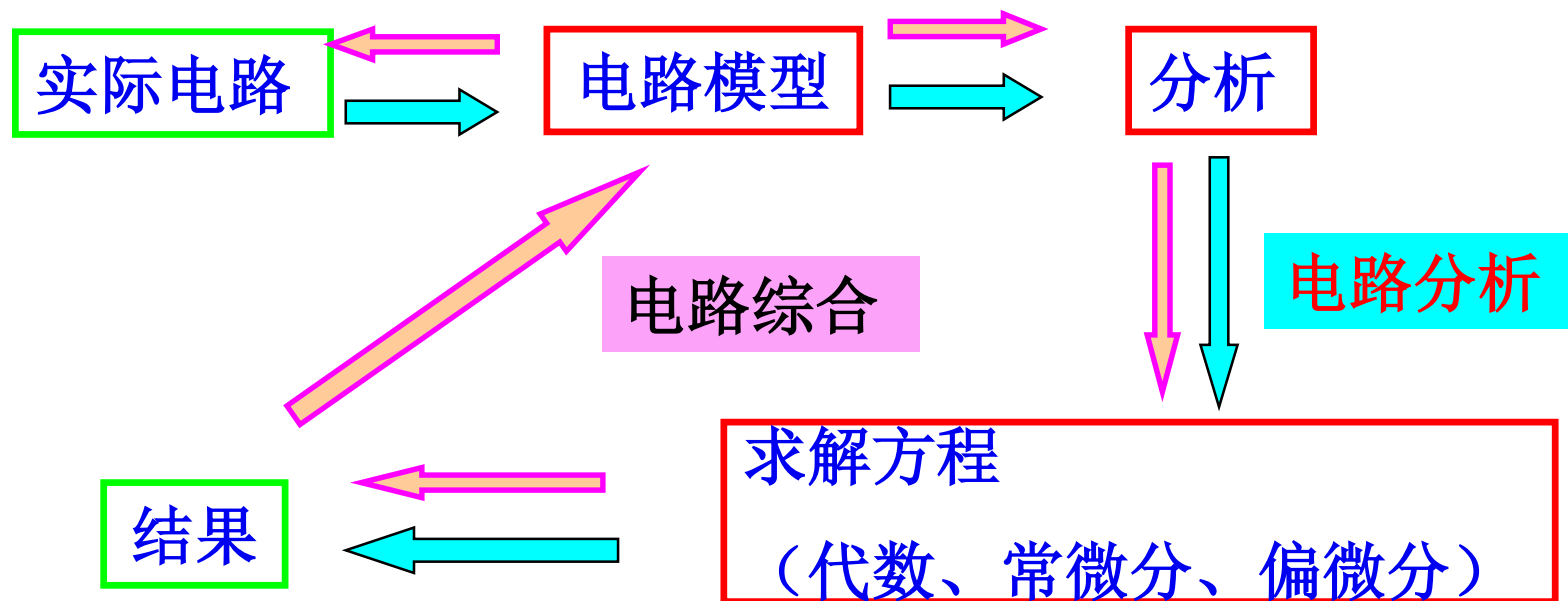 实际电路
电路模型
分析
电路综合
电路分析
求解方程
（代数、常微分、偏微分）
结果